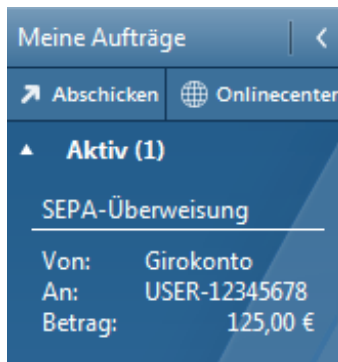 Meine Aufträge
Abschicken Onlinecenter
Aktiv (1)
SEPA-Überweisung
Von: Girokonto
An: USER-12345678
Betrag: 125,00 €